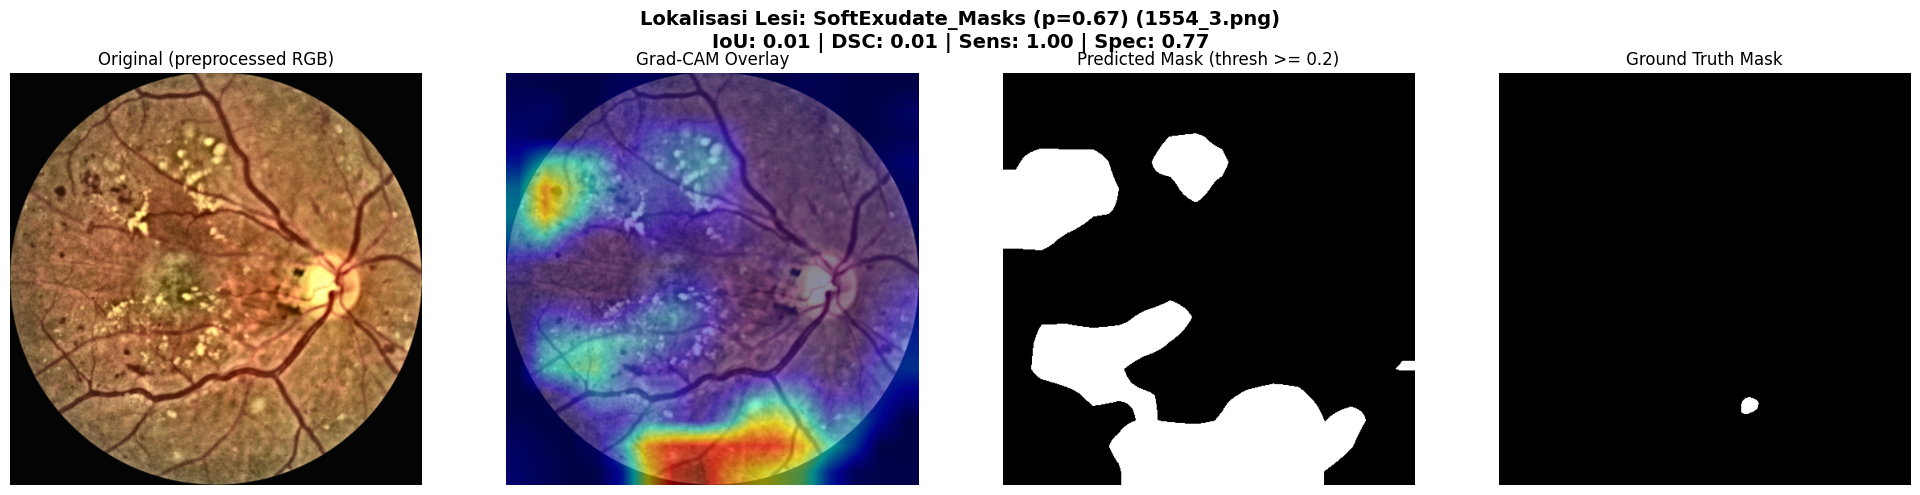 Lokalisasi Lesi: SoftExudate_Masks (p=0.67) (1554_3.png)
IoU: 0.01 | DSC: 0.01 | Sens: 1.00 | Spec: 0.77
Original (preprocessed RGB)
Grad-CAM Overlay
Predicted Mask (thresh >= 0.2)
Ground Truth Mask